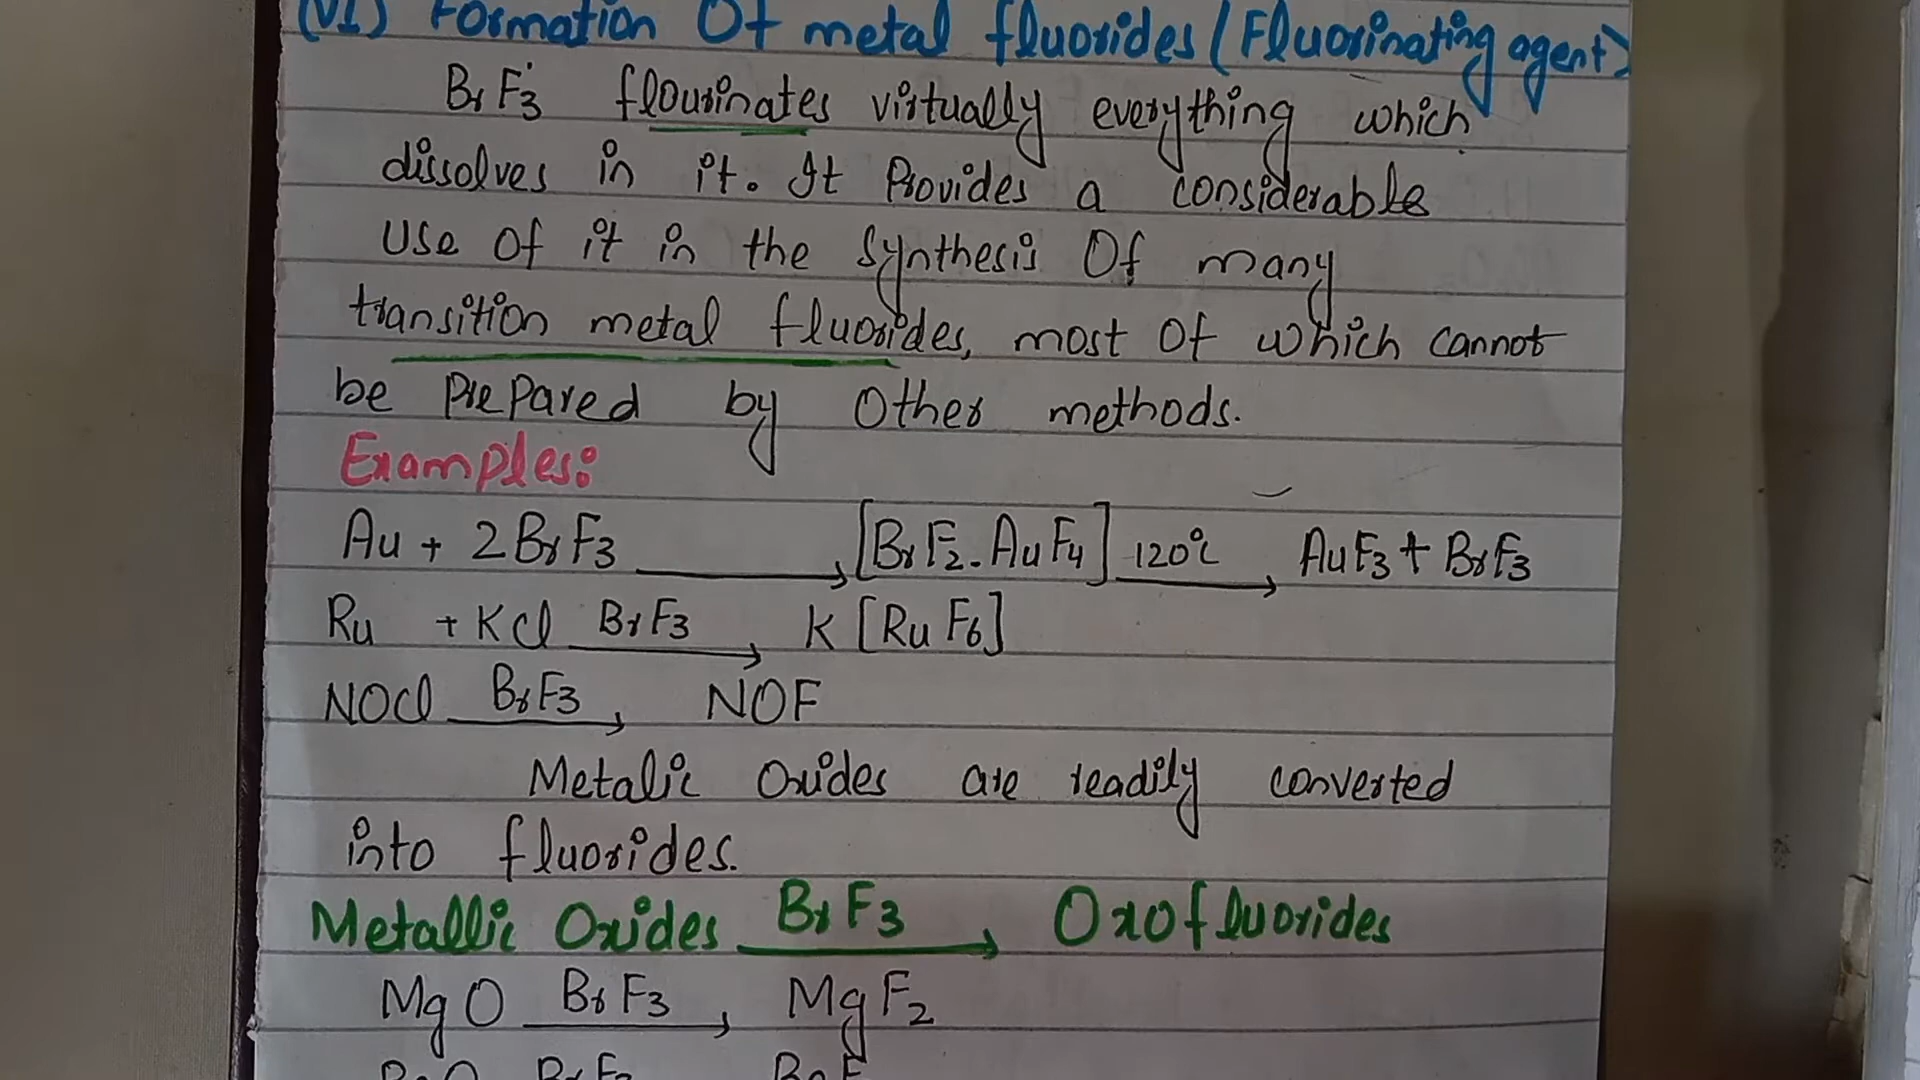 (VI) Formation Of metal fluorides (Fluorinating agent)
BrF3 flourinates virtually everything which
dissolves in it. It Provides a considerable
Use Of it in the Synthesis Of many
transition metal fluorides, most Of which cannot
be prepared by Other methods.
Examples:
Au + 2BrF3 → [BrF2.AuF4] 120°C → AuF3 + BrF3
Ru + KCl BrF3 → K[RuF6]
NOCl BrF3 → NOF
Metalic Oxides are readily converted
into fluorides.
Metallic Oxides BrF3 → Oxofluorides
MgO BrF3 → MgF2